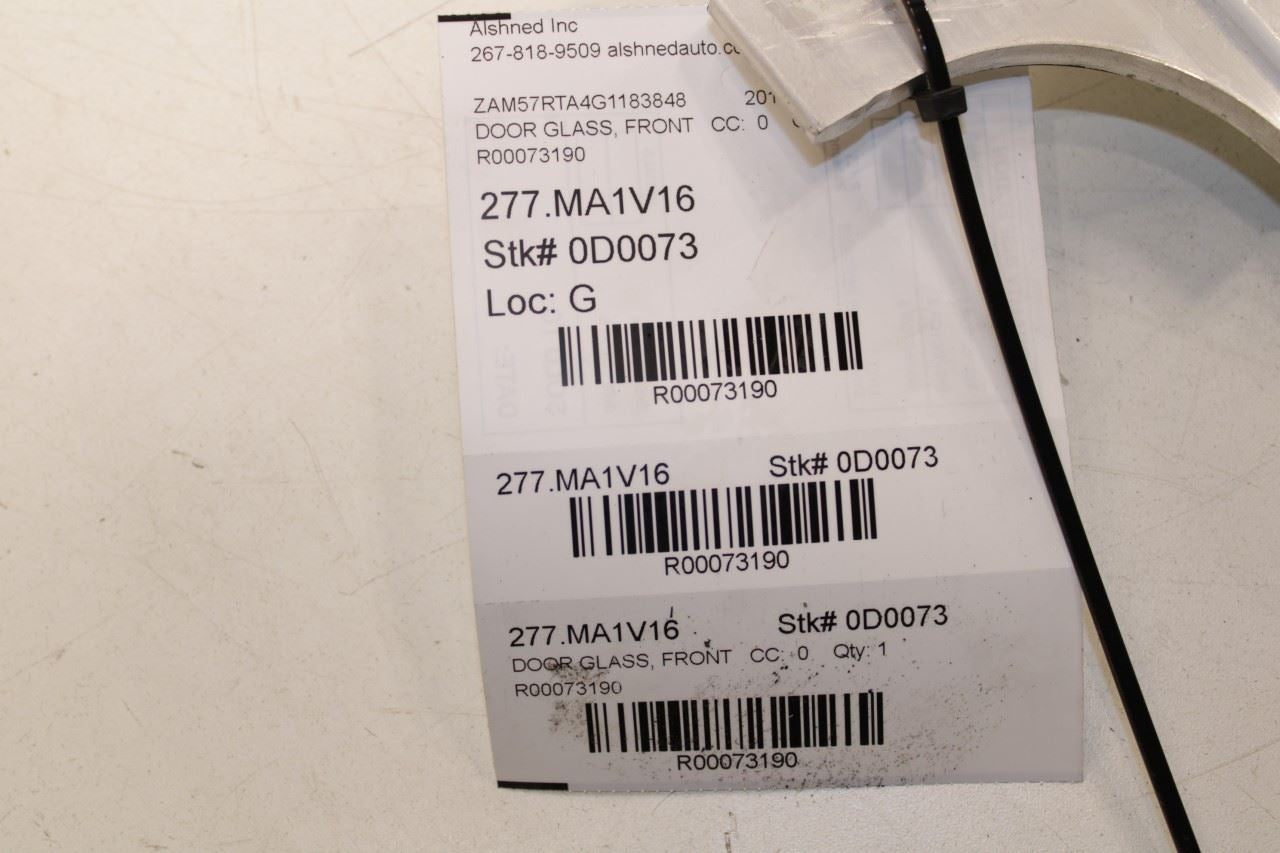 Alshned Inc
267-818-9509 alshnedauto.co
ZAM57RTA4G1183848 201
DOOR GLASS, FRONT CC: 0
R00073190
277.MA1V16
Stk# 0D0073
Loc: G
R00073190
277.MA1V16 Stk# 0D0073
R00073190
277.MA1V16 Stk# 0D0073
DOOR GLASS, FRONT CC: 0 Qty: 1
R00073190
R00073190